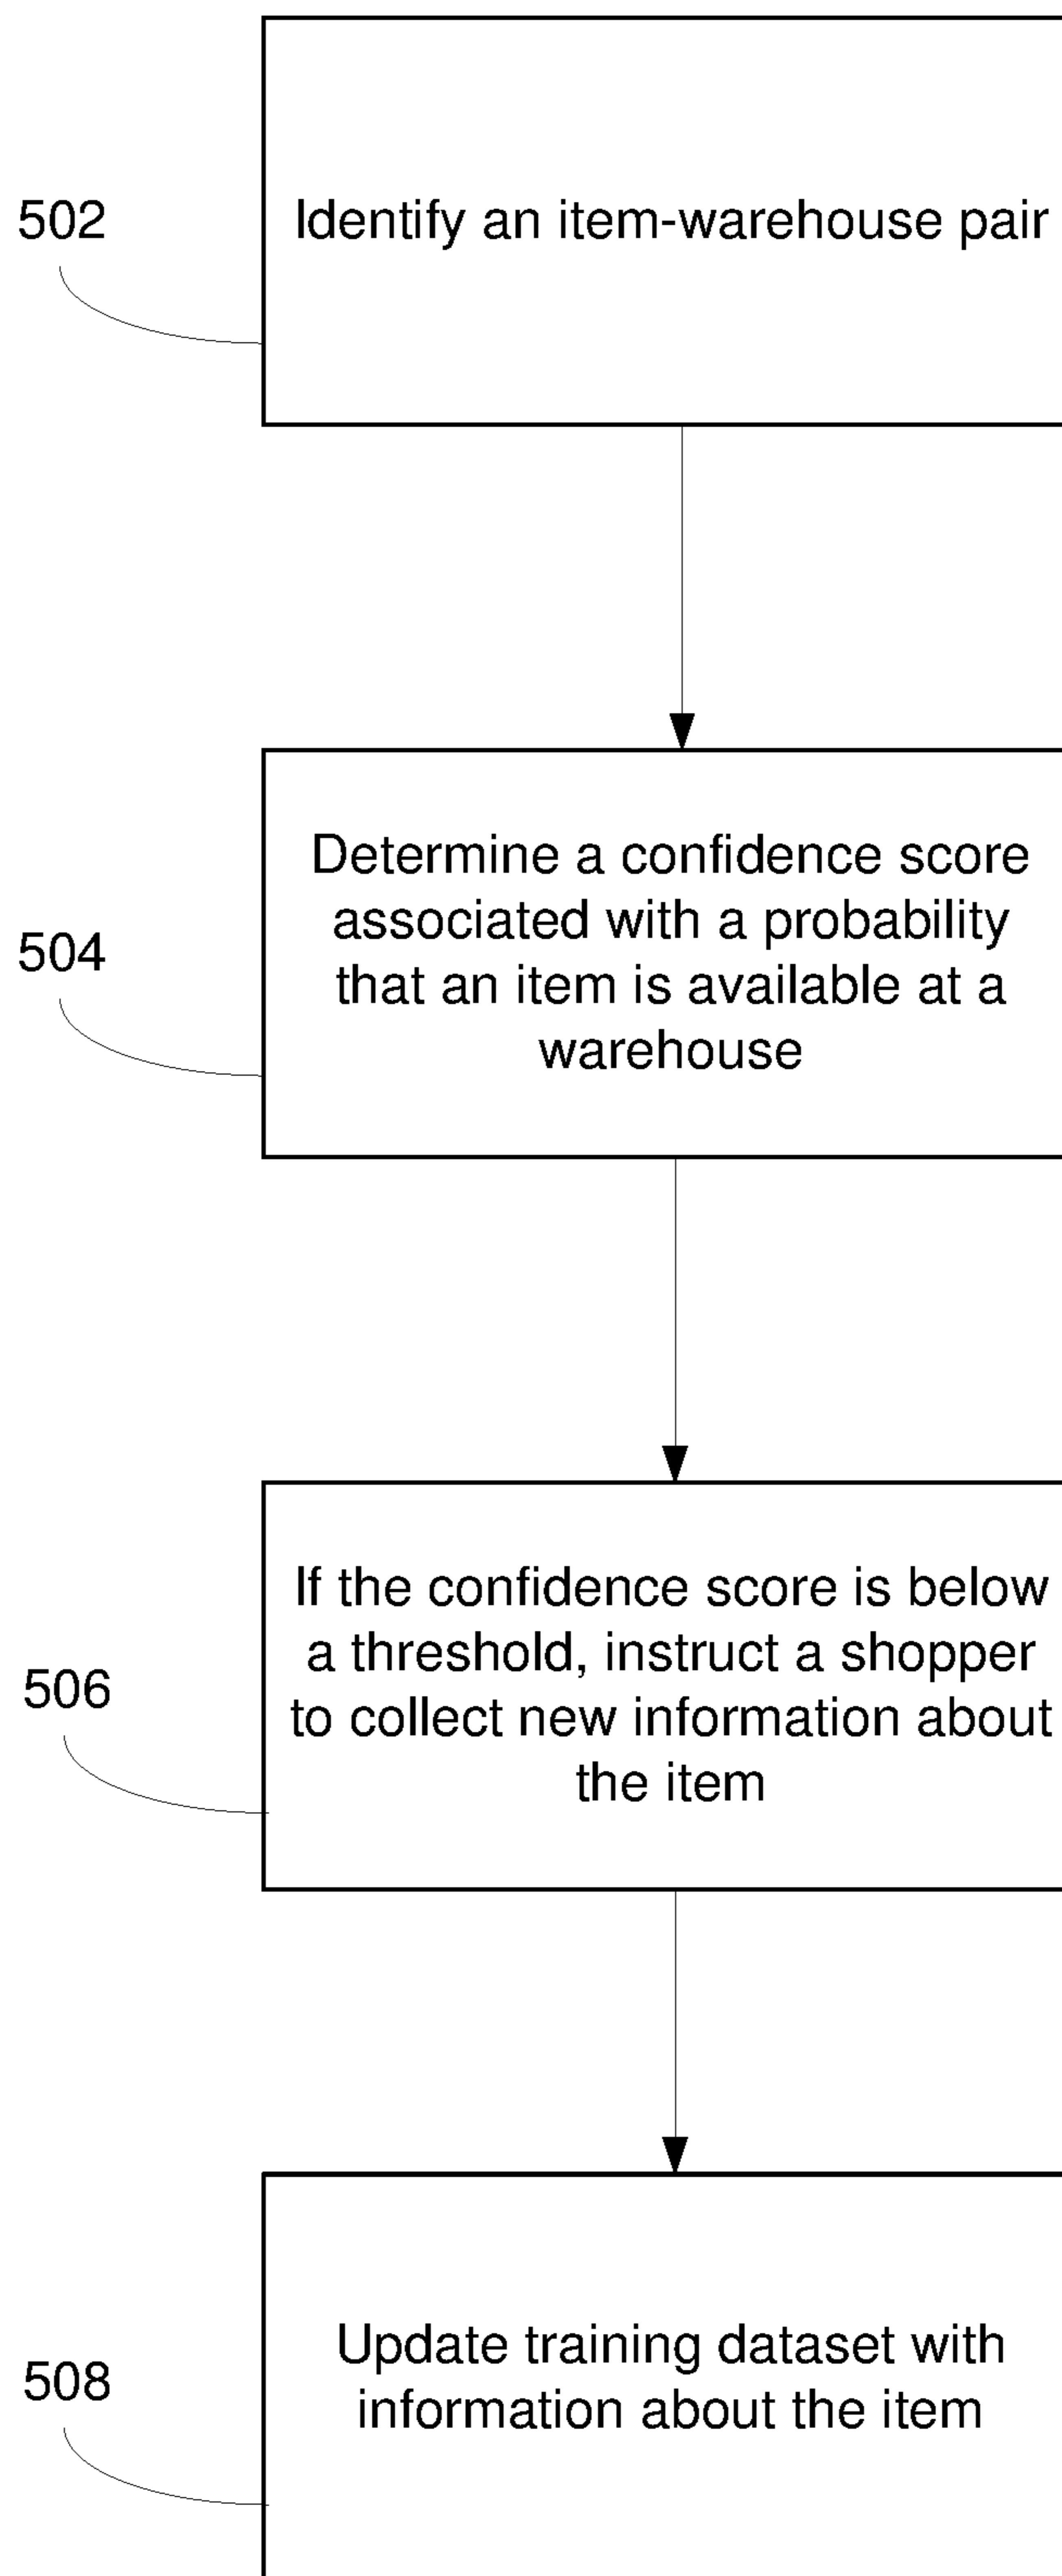 502
Identify an item-warehouse pair
504
Determine a confidence score
associated with a probability
that an item is available at a
warehouse
506
If the confidence score is below
a threshold, instruct a shopper
to collect new information about
the item
508
Update training dataset with
information about the item